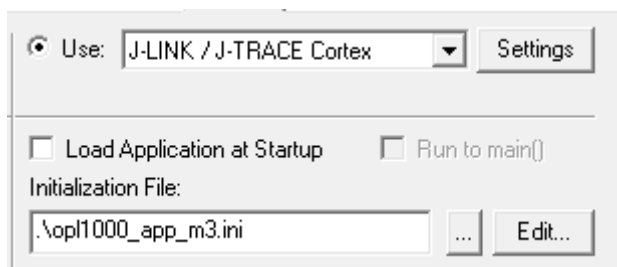 Use: J-LINK / J-TRACE Cortex Settings
Load Application at Startup Run to main()
Initialization File:
.\opl1000_app_m3.ini ... Edit...